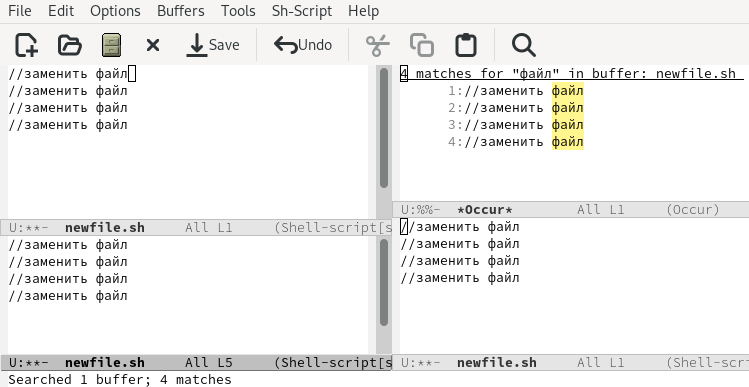 File Edit Options Buffers Tools Sh-Script Help
Save Undo
//заменить файл
//заменить файл
//заменить файл
//заменить файл
U:**- newfile.sh All L1 (Shell-script[s
//заменить файл
//заменить файл
//заменить файл
//заменить файл
U:**- newfile.sh All L5 (Shell-script[s
4 matches for "файл" in buffer: newfile.sh
1://заменить файл
2://заменить файл
3://заменить файл
4://заменить файл
U:%%- *Occur* All L1 (Occur)
//заменить файл
//заменить файл
//заменить файл
//заменить файл
U:**- newfile.sh All L1 (Shell-scr
Searched 1 buffer; 4 matches